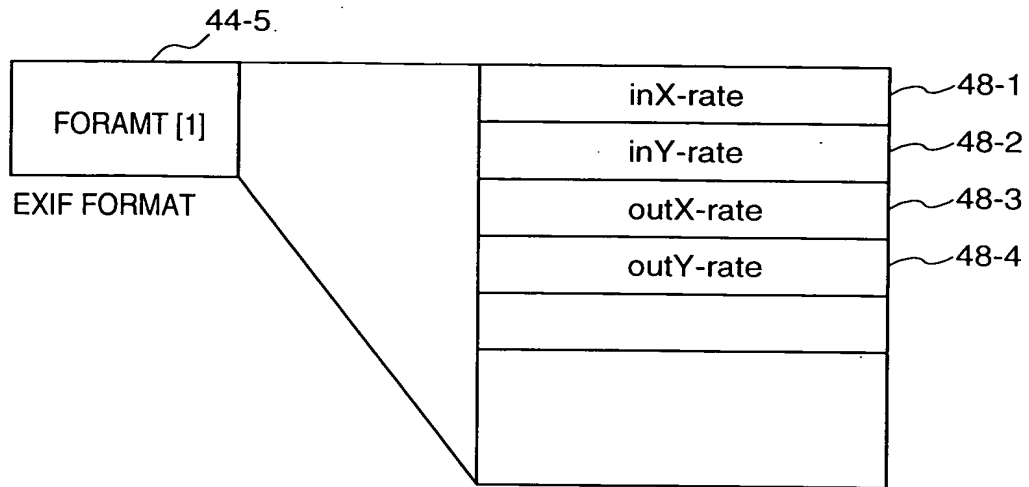 44-5
FORAMT [1]
EXIF FORMAT
inX-rate
48-1
inY-rate
48-2
outX-rate
48-3
outY-rate
48-4